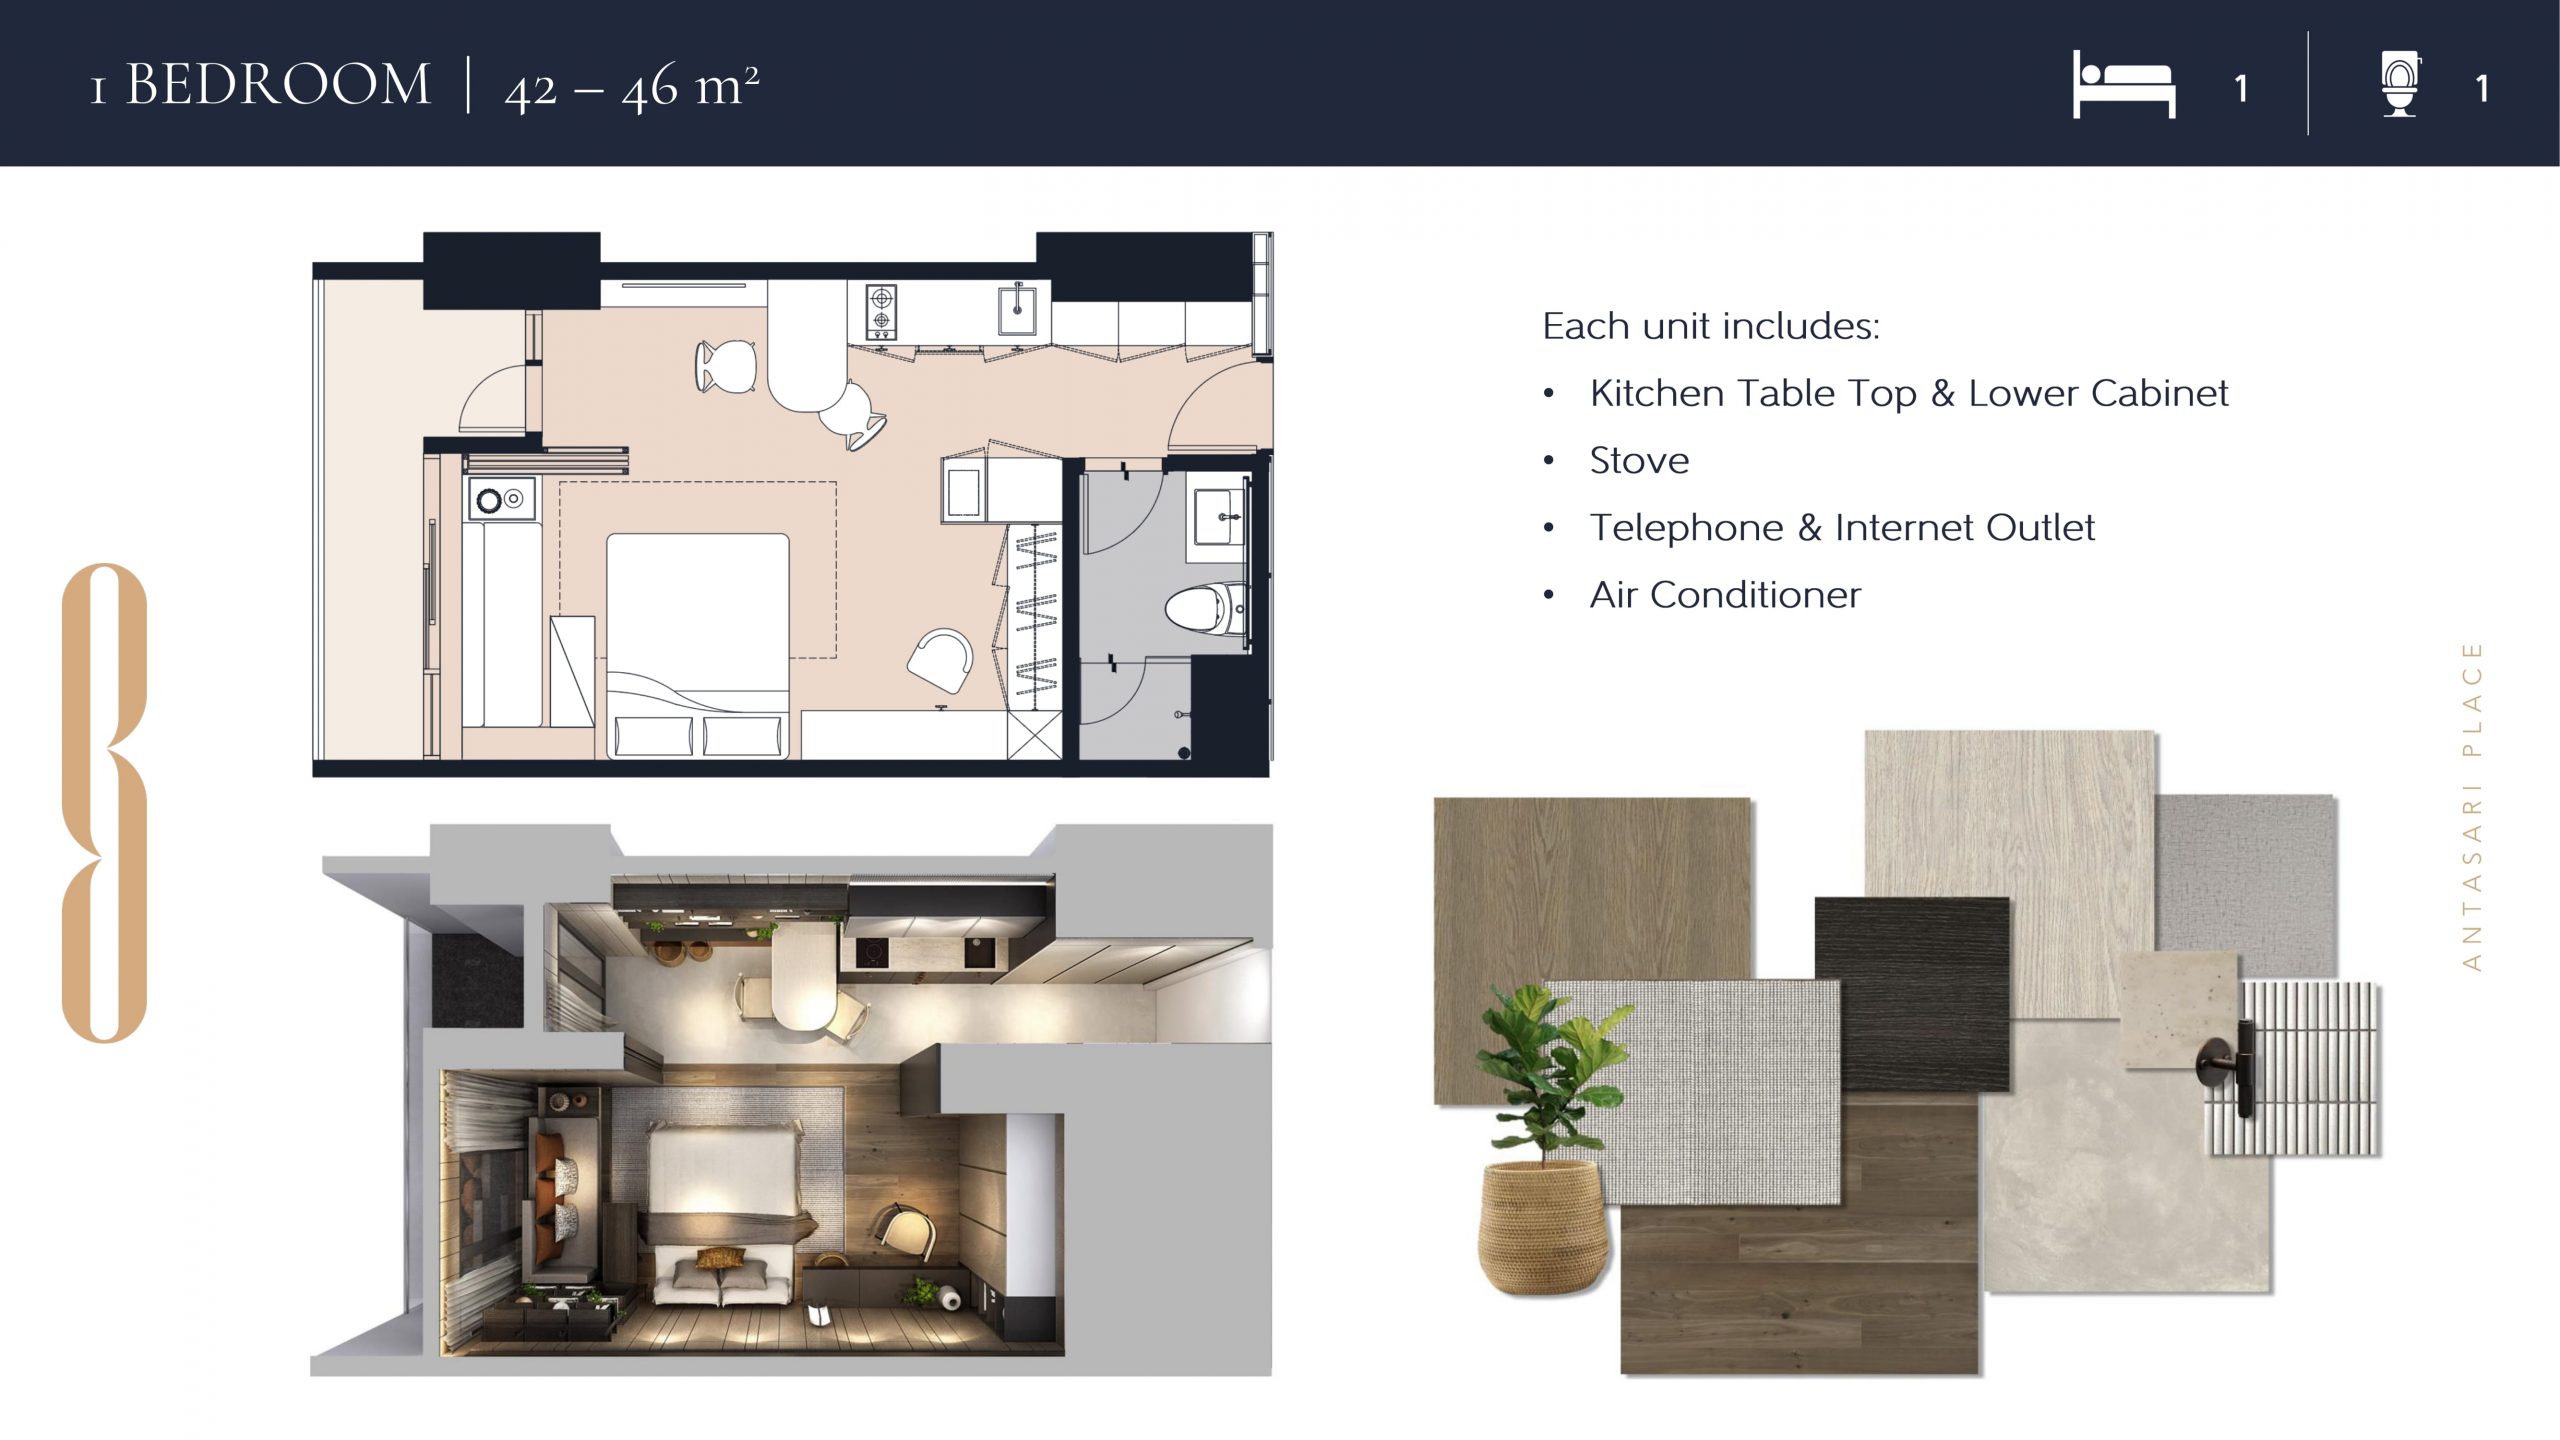 1 BEDROOM | 42 – 46 m²
1
1
Each unit includes:
• Kitchen Table Top & Lower Cabinet
• Stove
• Telephone & Internet Outlet
• Air Conditioner
ANTASARI PLACE